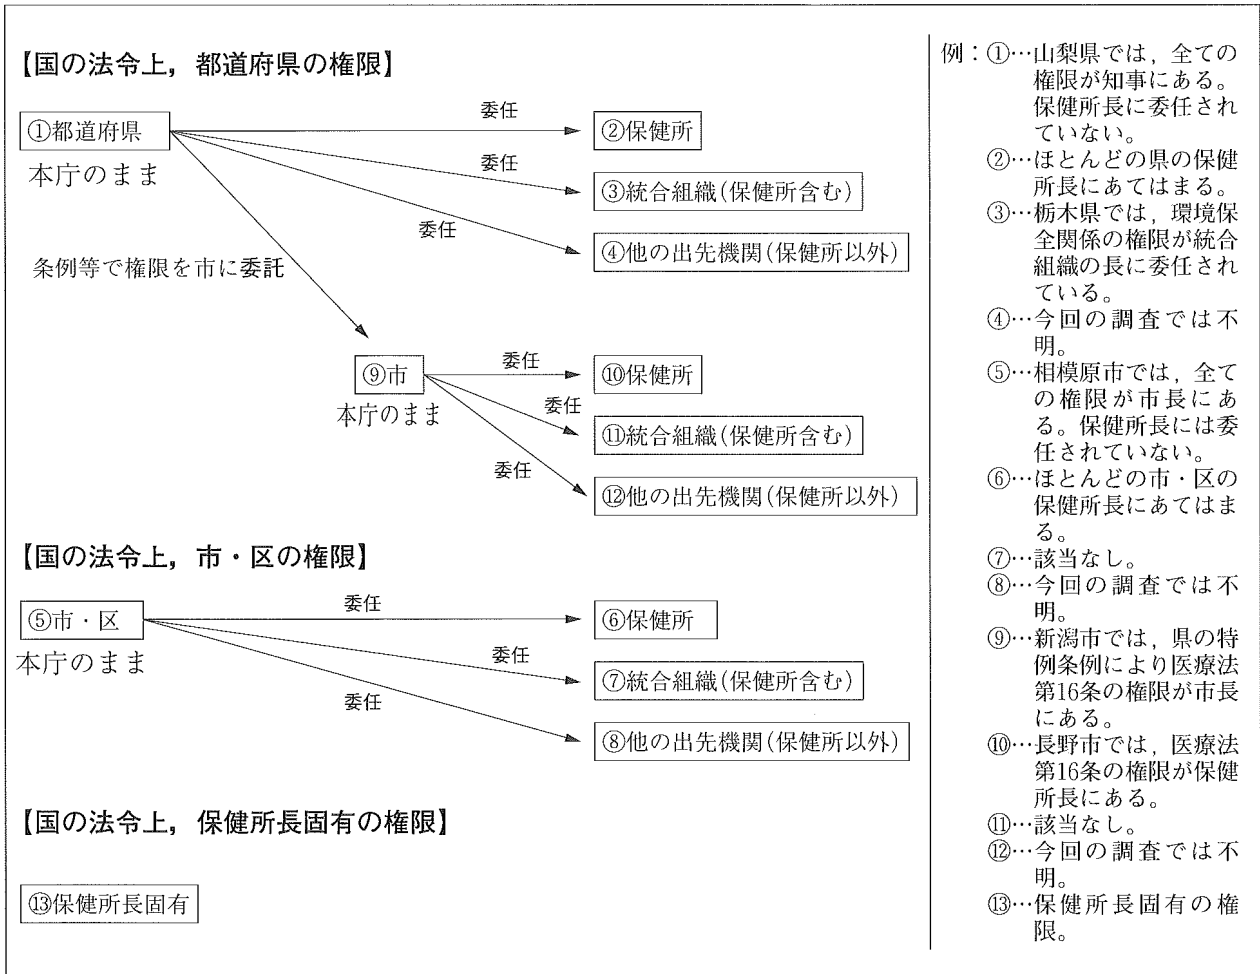 【国の法令上，都道府県の権限】
①都道府県
本庁のまま
委任
②保健所
委任
③統合組織(保健所含む)
委任
④他の出先機関(保健所以外)
条例等で権限を市に委託
⑨市
本庁のまま
委任
⑩保健所
委任
⑪統合組織(保健所含む)
委任
⑫他の出先機関(保健所以外)
【国の法令上，市・区の権限】
⑤市・区
本庁のまま
委任
⑥保健所
委任
⑦統合組織(保健所含む)
委任
⑧他の出先機関(保健所以外)
【国の法令上，保健所長固有の権限】
⑬保健所長固有
例：①…山梨県では，全ての
権限が知事にある。
保健所長に委任され
ていない。
②…ほとんどの県の保健
所長にあてはまる。
③…栃木県では，環境保
全関係の権限が統合
組織の長に委任され
ている。
④…今回の調査では不
明。
⑤…相模原市では，全て
の権限が市長にあ
る。保健所長には委
任されていない。
⑥…ほとんどの市・区の
保健所長にあてはま
る。
⑦…該当なし。
⑧…今回の調査では不
明。
⑨…新潟市では，県の特
例条例により医療法
第16条の権限が市長
にある。
⑩…長野市では，医療法
第16条の権限が保健
所長にある。
⑪…該当なし。
⑫…今回の調査では不
明。
⑬…保健所長固有の権
限。